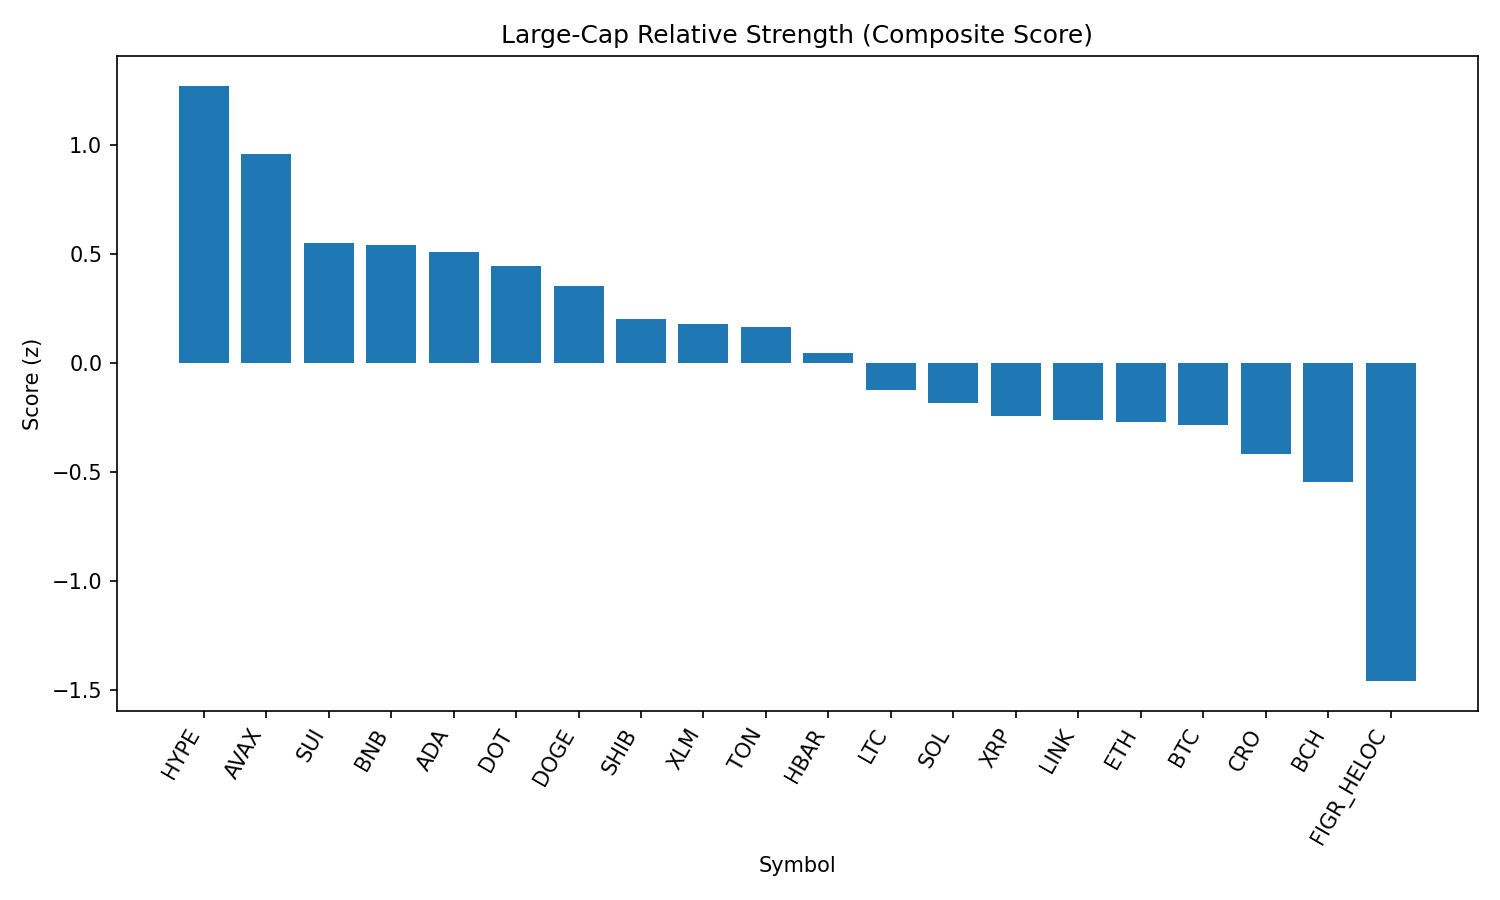 Large-Cap Relative Strength (Composite Score)
Score (z)
1.0
0.5
0.0
−0.5
−1.0
−1.5
HYPE
AVAX
SUI
BNB
ADA
DOT
DOGE
SHIB
XLM
TON
HBAR
LTC
SOL
XRP
LINK
ETH
BTC
CRO
BCH
FIGR_HELOC
Symbol